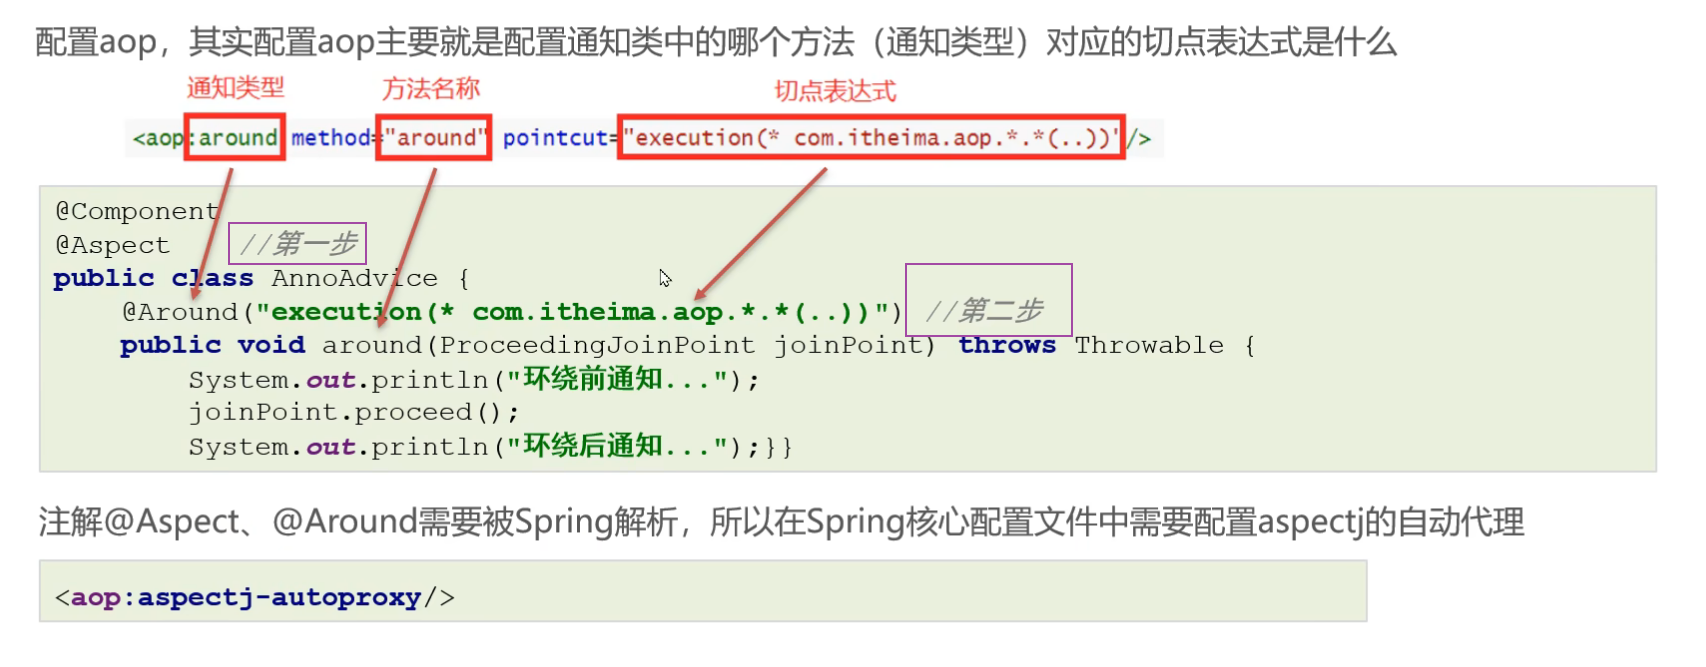 配置aop，其实配置aop主要就是配置通知类中的哪个方法（通知类型）对应的切点表达式是什么
通知类型 方法名称 切点表达式
<aop:around method="around" pointcut="execution(* com.itheima.aop.*.*(..))"/>
@Component
@Aspect //第一步
public class AnnoAdvice {
@Around("execution(* com.itheima.aop.*.*(..))") //第二步
public void around(ProceedingJoinPoint joinPoint) throws Throwable {
System.out.println("环绕前通知...");
joinPoint.proceed();
System.out.println("环绕后通知...");}}
注解@Aspect、@Around需要被Spring解析，所以在Spring核心配置文件中需要配置aspectj的自动代理
<aop:aspectj-autoproxy/>